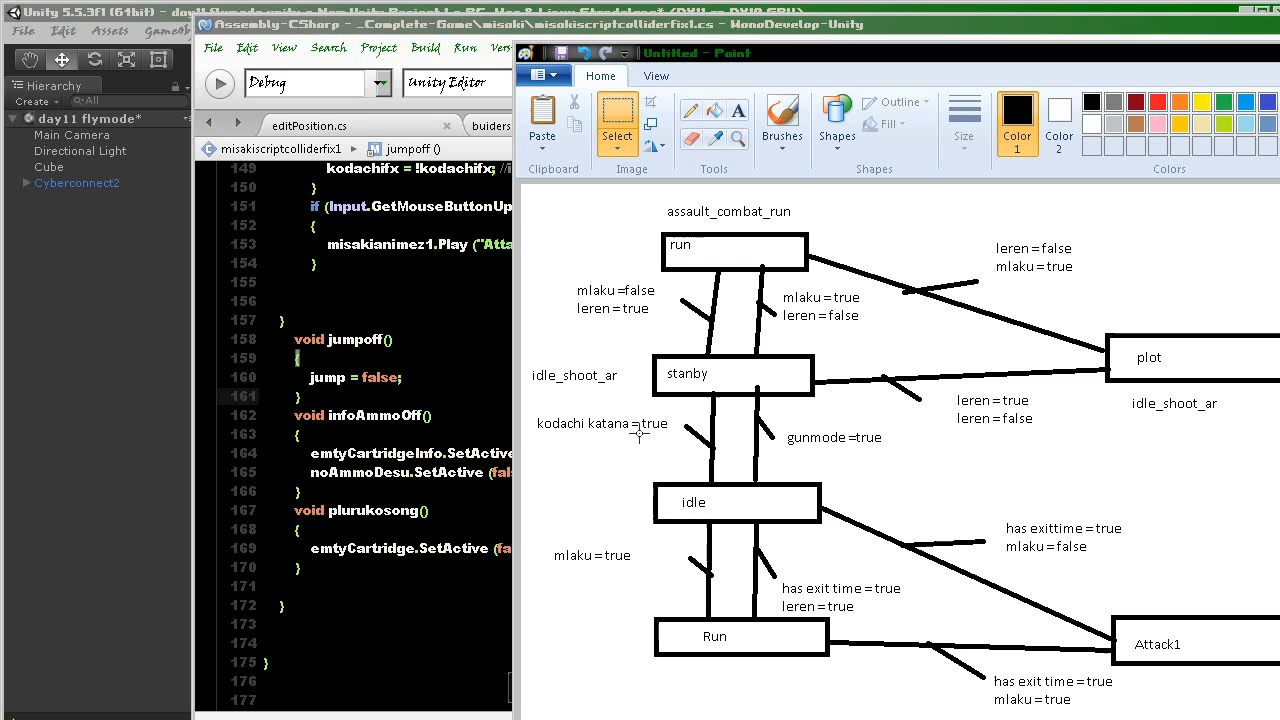 Unity 5.5.3f1 (64bit) - day11
File Edit Assets
Hierarchy
Create All
day11 flymode*
Main Camera
Directional Light
Cube
Cyberconnect2
Assembly-CSharp - _Complete-Game\misaki\misakiscriptcolliderfix1.cs - MonoDevelop-Unity
File Edit View Search Project Build Run
Debug Unity Editor
editPosition.cs × buiders
misakiscriptcolliderfix1 jumpoff ()
149 kodachifx = !kodachifx; //i
150 }
151 if (Input.GetMouseButtonUp
152 {
153 misakianimez1.Play ("Atta
154 }
155
157 }
158 void jumpoff()
159 {
160 jump = false;
161 }
162 void infoAmmoOff()
163 {
164 emtyCartridgeInfo.SetActive
165 noAmmoDesu.SetActive (fal
166 }
167 void plurukosong()
168 {
169 emtyCartridge.SetActive (fa
170 }
171
172 }
173
174
175 }
176
177
Untitled - Paint
Home View
Paste Select Brushes Shapes Outline Fill Size Color 1 Color 2
Clipboard Image Tools Shapes Colors
ult_combat_run
run
leren=false
mlaku=true
mlaku=false
leren=true
mlaku=true
leren=false
plot
idle_shoot_ar
stanby
idle_shoot_ar
leren=true
leren=false
gunmode=true
idle
hasexittime=true
mlaku=false
mlaku=true
has exit time=true
leren=true
Run
Attack1
has exit time=true
mlaku=true